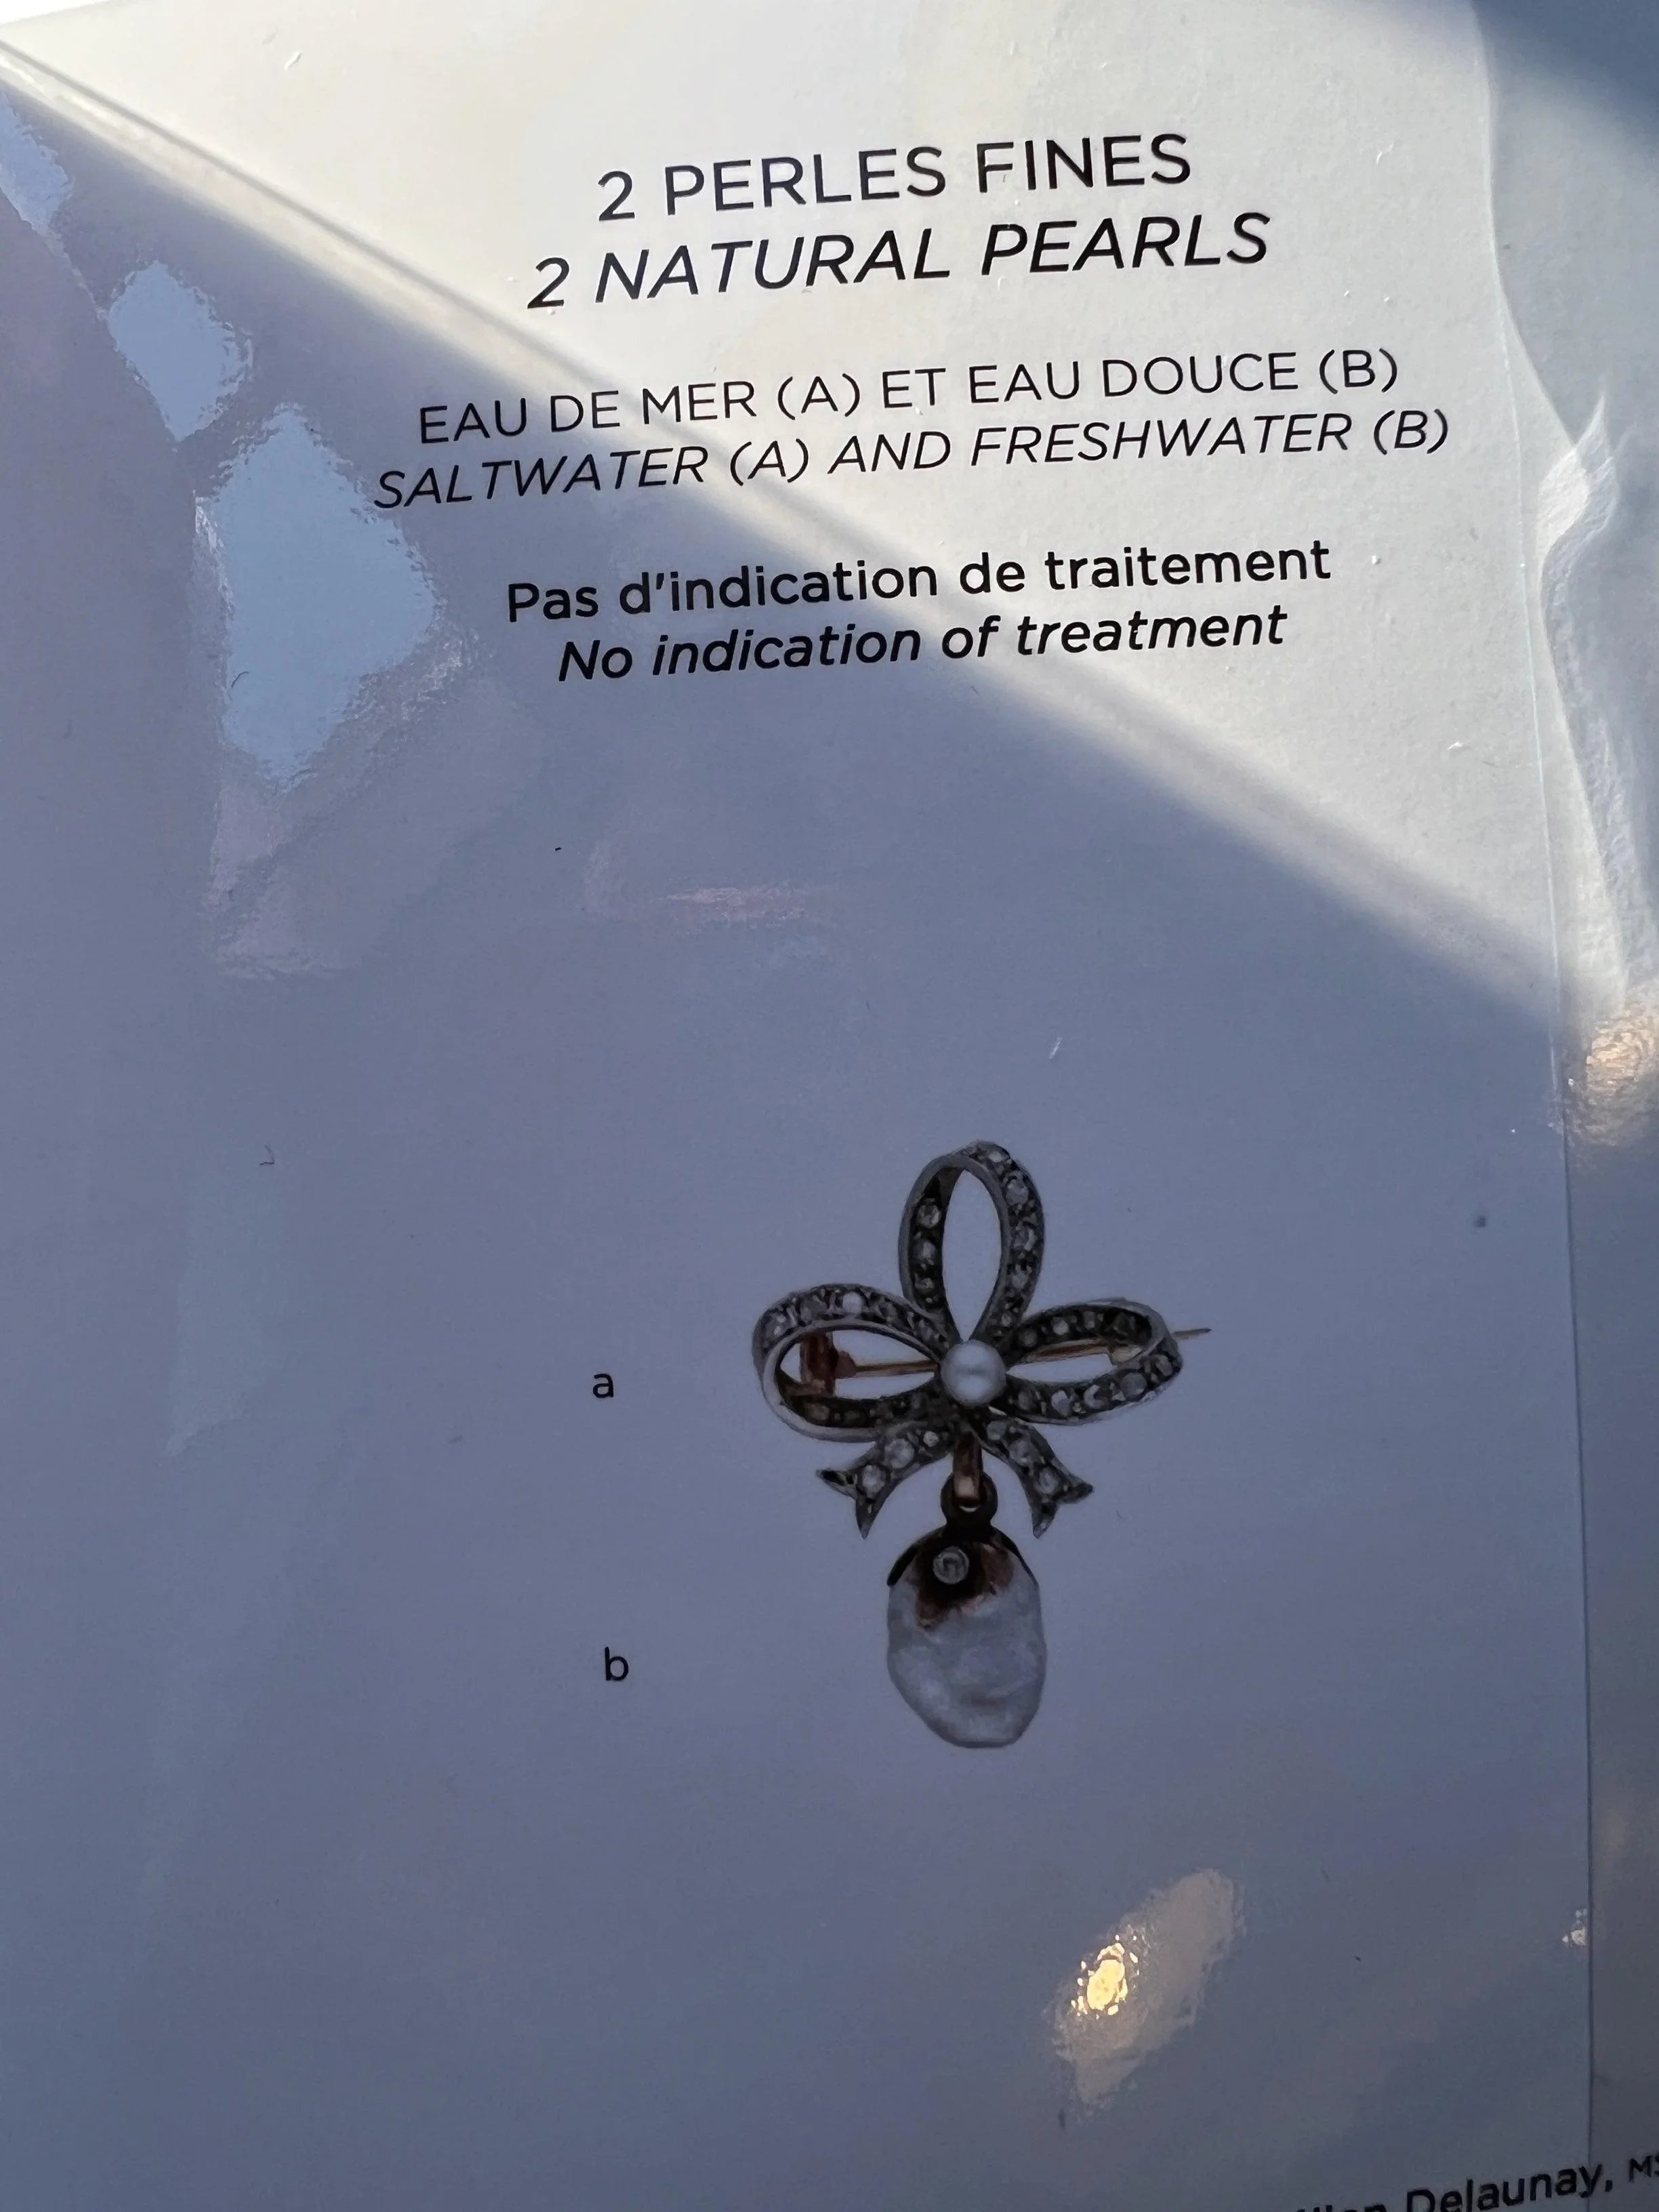 2 PERLES FINES
2 NATURAL PEARLS
EAU DE MER (A) ET EAU DOUCE (B)
SALTWATER (A) AND FRESHWATER (B)
Pas d'indication de traitement
No indication of treatment
a
b
Delaunay,